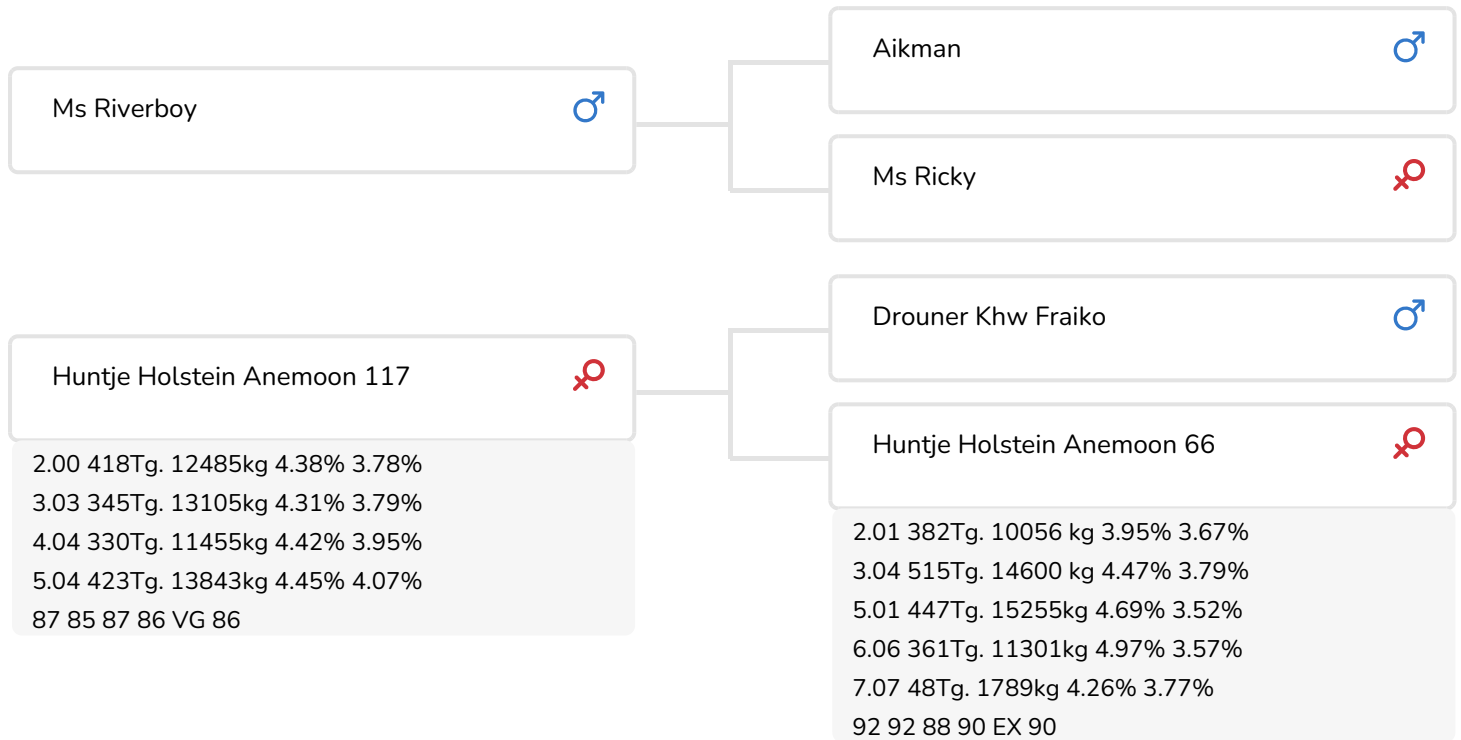 Ms Riverboy
Huntje Holstein Anemoon 117
2.00 418Tg. 12485kg 4.38% 3.78%
3.03 345Tg. 13105kg 4.31% 3.79%
4.04 330Tg. 11455kg 4.42% 3.95%
5.04 423Tg. 13843kg 4.45% 4.07%
87 85 87 86 VG 86
Aikman
Ms Ricky
Drouner Khw Fraiko
Huntje Holstein Anemoon 66
2.01 382Tg. 10056 kg 3.95% 3.67%
3.04 515Tg. 14600 kg 4.47% 3.79%
5.01 447Tg. 15255kg 4.69% 3.52%
6.06 361Tg. 11301kg 4.97% 3.57%
7.07 48Tg. 1789kg 4.26% 3.77%
92 92 88 90 EX 90